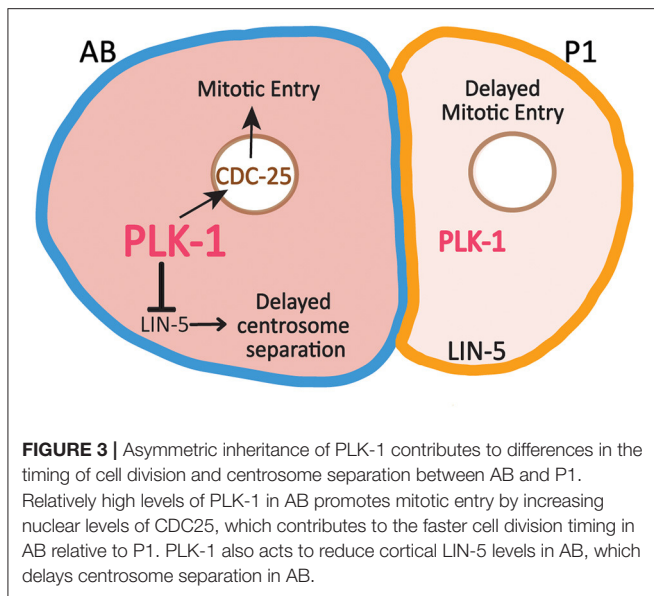 AB
P1
Mitotic Entry
Delayed
Mitotic Entry
CDC-25
PLK-1
PLK-1
LIN-5
Delayed
centrosome
separation
LIN-5
FIGURE 3 | Asymmetric inheritance of PLK-1 contributes to differences in the
timing of cell division and centrosome separation between AB and P1.
Relatively high levels of PLK-1 in AB promotes mitotic entry by increasing
nuclear levels of CDC25, which contributes to the faster cell division timing in
AB relative to P1. PLK-1 also acts to reduce cortical LIN-5 levels in AB, which
delays centrosome separation in AB.